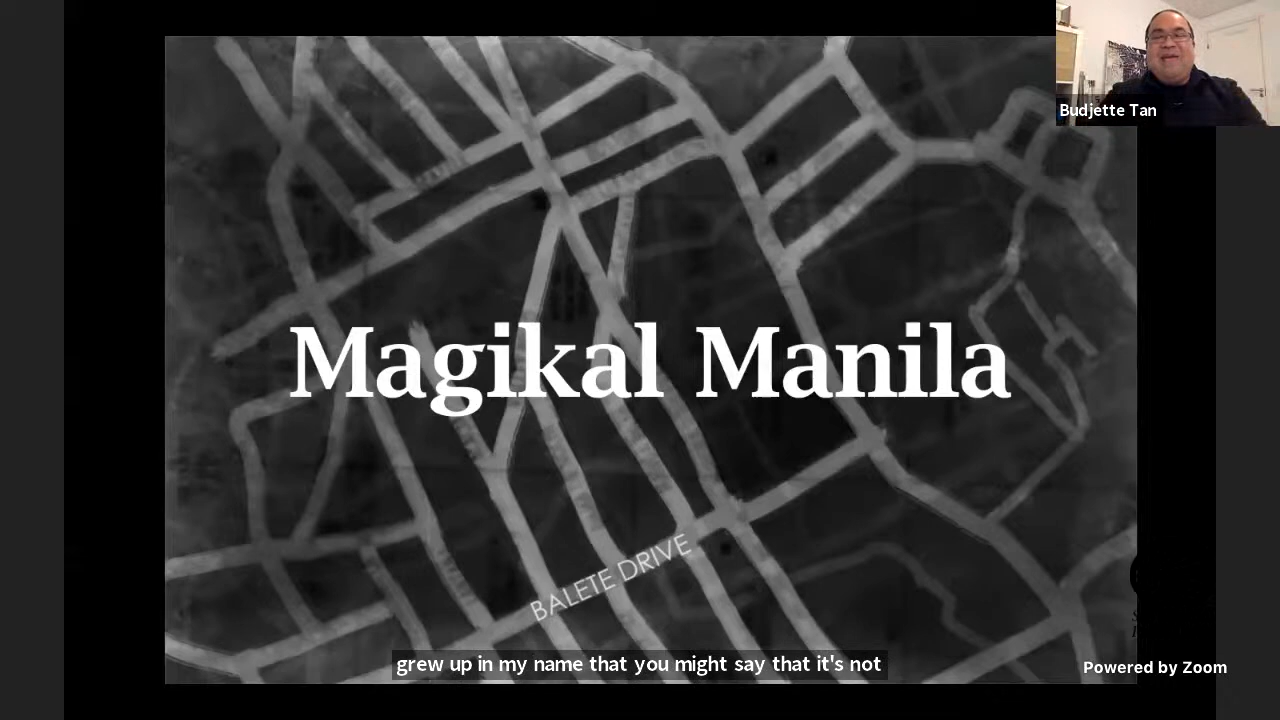 Budjette Tan
Magikal Manila
BALETE DRIVE
grew up in my name that you might say that it's not
Powered by Zoom